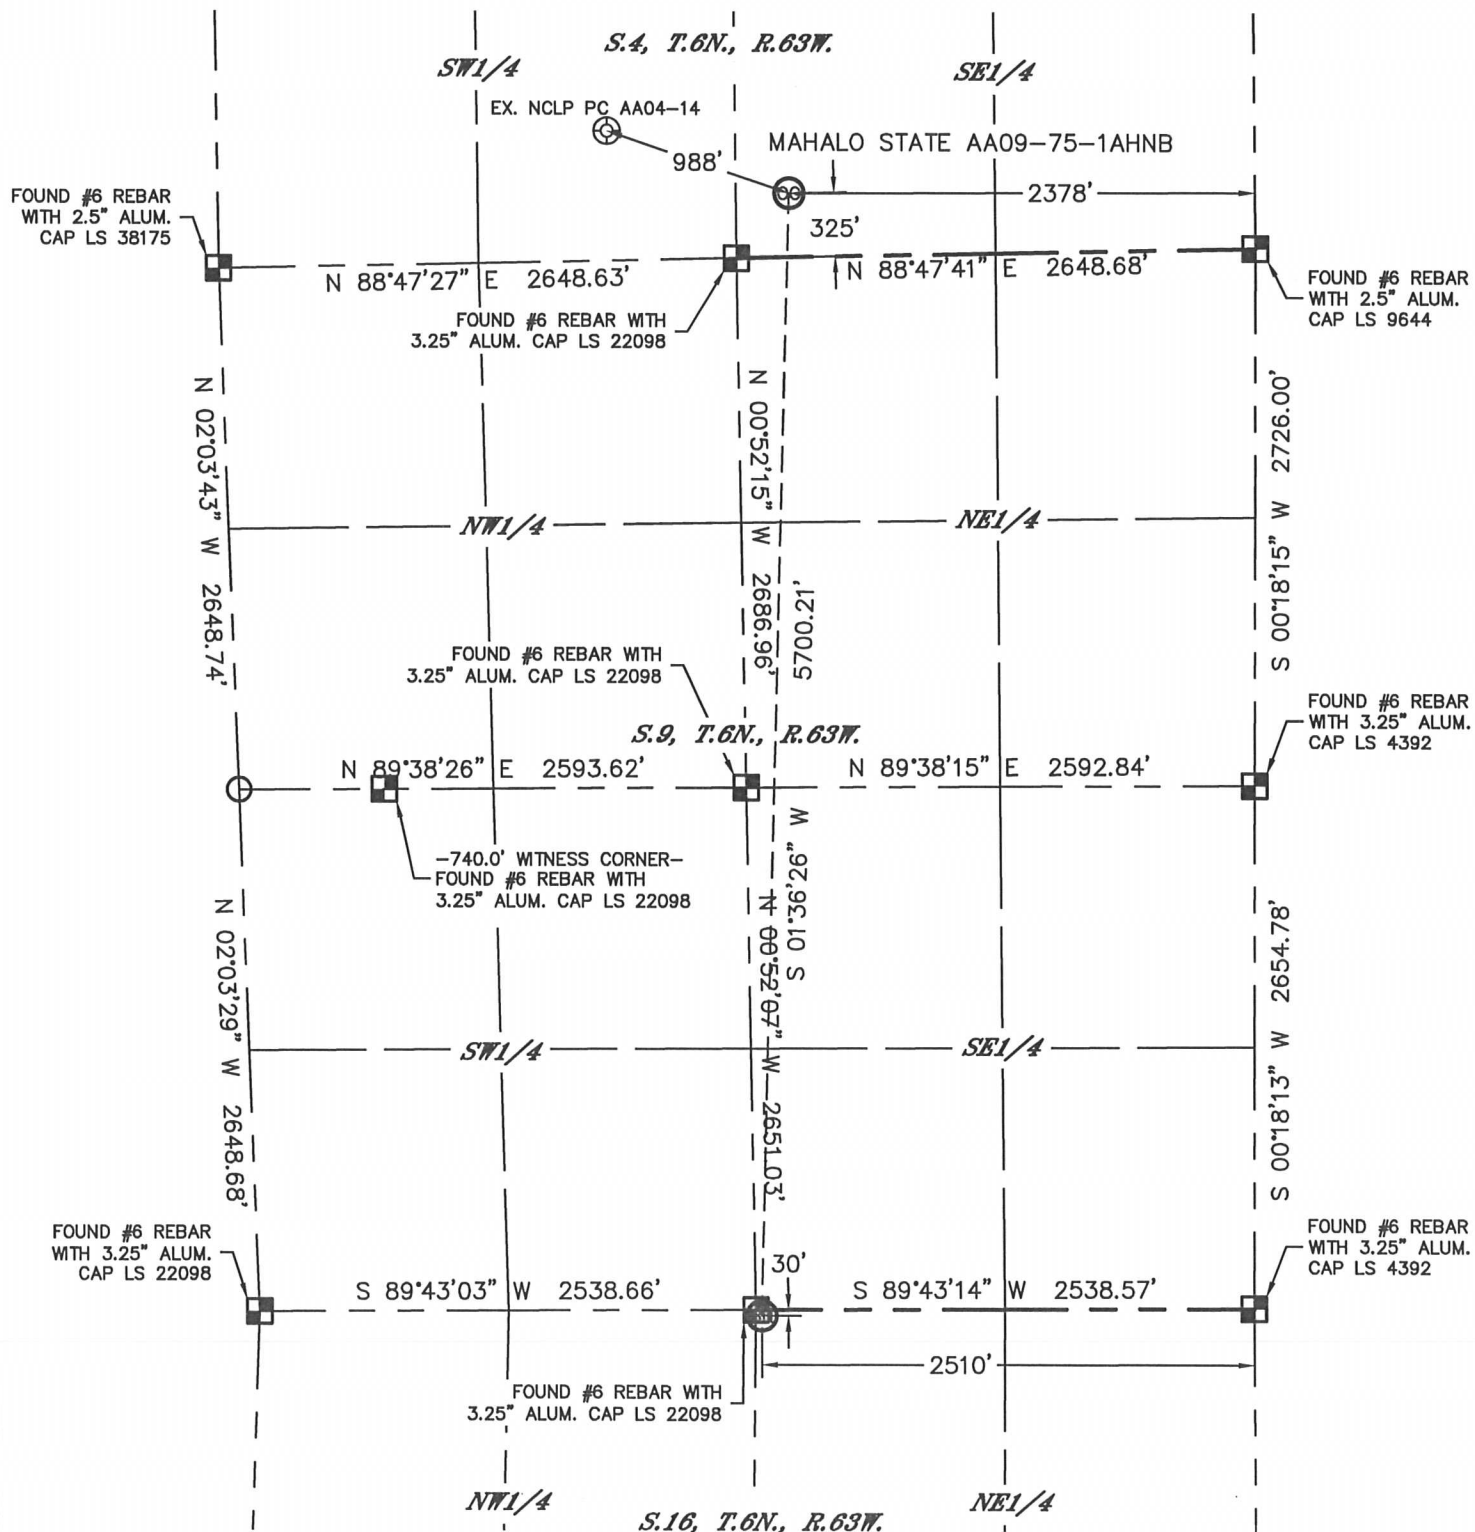 S.4, T.6N., R.63W.
SW1/4
SE1/4
EX. NCLP PC AA04-14
988'
MAHALO STATE AA09-75-1AHNB
2378'
325'
FOUND #6 REBAR
WITH 2.5" ALUM.
CAP LS 38175
N 88°47'27" E 2648.63'
N 88°47'41" E 2648.68'
FOUND #6 REBAR
WITH 2.5" ALUM.
CAP LS 9644
FOUND #6 REBAR WITH
3.25" ALUM. CAP LS 22098
N 02°03'43" W 2648.74'
N 00°52'15" W 2686.96'
5700.21'
S 00°18'15" W 2726.00'
NW1/4
NE1/4
FOUND #6 REBAR WITH
3.25" ALUM. CAP LS 22098
S.9, T.6N., R.63W.
FOUND #6 REBAR
WITH 3.25" ALUM.
CAP LS 4392
N 89°38'26" E 2593.62'
N 89°38'15" E 2592.84'
-740.0' WITNESS CORNER-
FOUND #6 REBAR WITH
3.25" ALUM. CAP LS 22098
S 01°36'26" W
N 02°03'29" W 2648.68'
N 00°52'07" W 2651.03'
S 00°18'13" W 2654.78'
SW1/4
SE1/4
FOUND #6 REBAR
WITH 3.25" ALUM.
CAP LS 22098
30'
S 89°43'03" W 2538.66'
S 89°43'14" W 2538.57'
FOUND #6 REBAR
WITH 3.25" ALUM.
CAP LS 4392
2510'
FOUND #6 REBAR WITH
3.25" ALUM. CAP LS 22098
NW1/4
NE1/4
S.16, T.6N., R.63W.